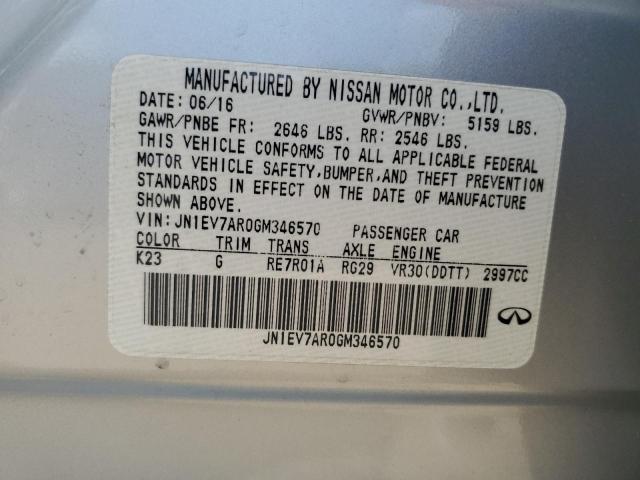 MANUFACTURED BY NISSAN MOTOR CO.,LTD.
DATE: 06/16 GVWR/PNBV: 5159 LBS.
GAWR/PNBE FR: 2646 LBS. RR: 2546 LBS.
THIS VEHICLE CONFORMS TO ALL APPLICABLE FEDERAL
MOTOR VEHICLE SAFETY,BUMPER,AND THEFT PREVENTION
STANDARDS IN EFFECT ON THE DATE OF MANUFACTURE
SHOWN ABOVE.
VIN:JN1EV7AR0GM346570 PASSENGER CAR
COLOR TRIM TRANS AXLE ENGINE
K23 G RE7R01A RG29 VR30(DDTT) 2997CC
JN1EV7AR0GM346570